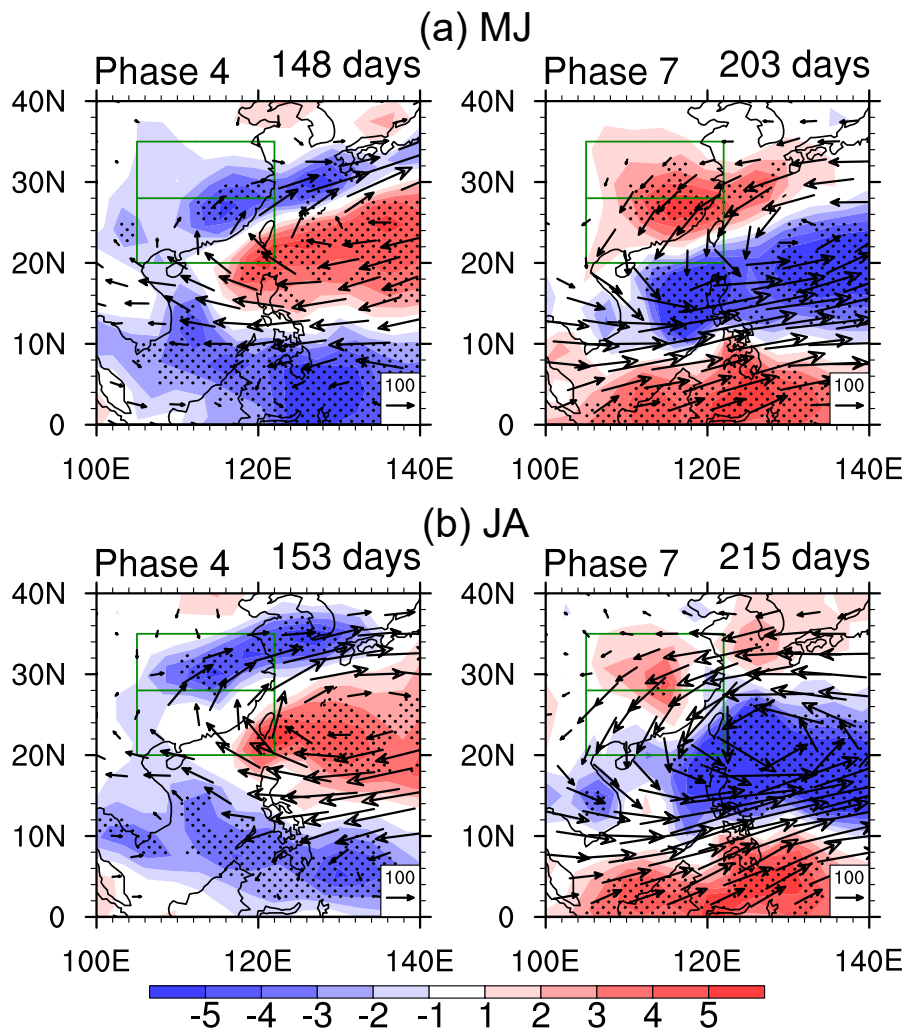 (a) MJ
Phase 4 148 days Phase 7 203 days
40N 40N
30N 30N
20N 20N
10N 10N
100 100
0 0
100E 120E 140E 100E 120E 140E
(b) JA
Phase 4 153 days Phase 7 215 days
40N 40N
30N 30N
20N 20N
10N 10N
100 100
0 0
100E 120E 140E 100E 120E 140E
-5 -4 -3 -2 -1 1 2 3 4 5